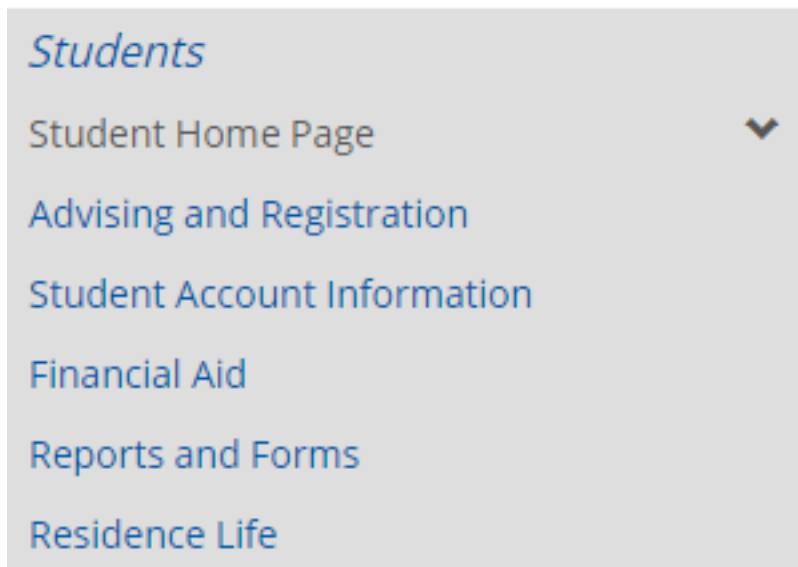 Students
Student Home Page
Advising and Registration
Student Account Information
Financial Aid
Reports and Forms
Residence Life